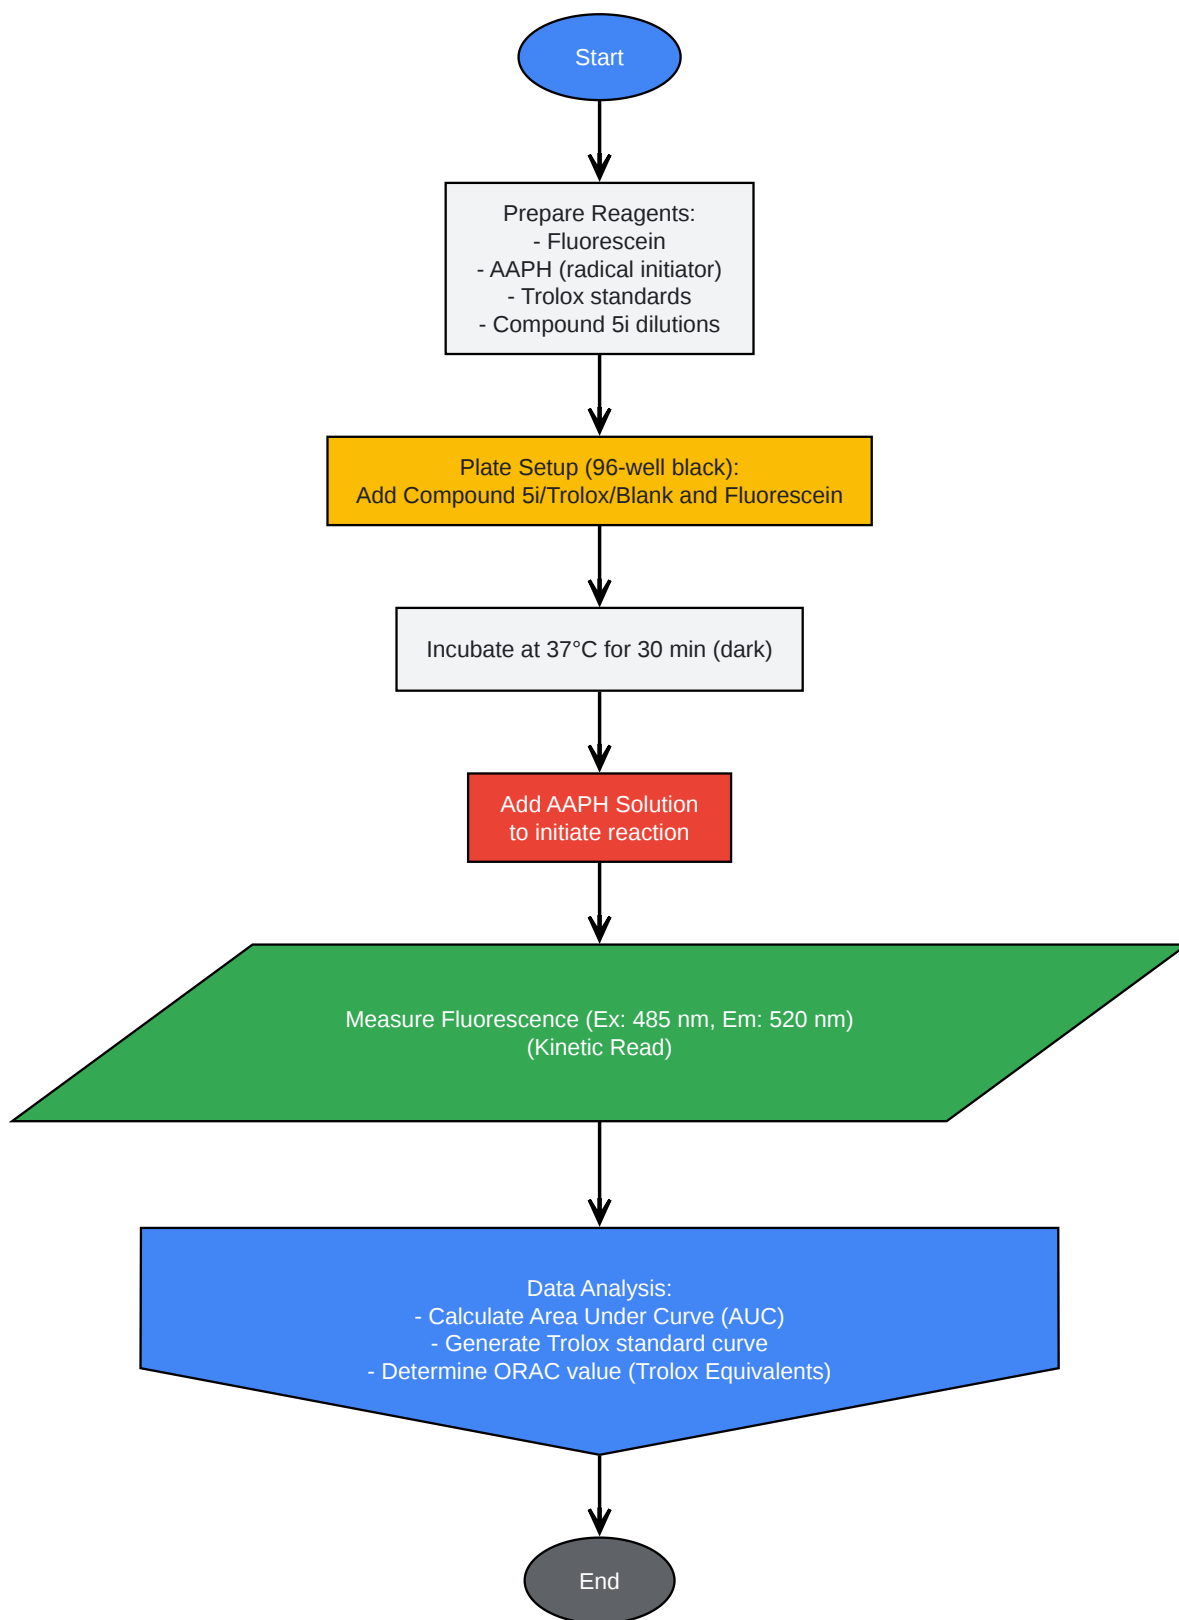 Start
Prepare Reagents:
- Fluorescein
- AAPH (radical initiator)
- Trolox standards
- Compound 5i dilutions
Plate Setup (96-well black):
Add Compound 5i/Trolox/Blank and Fluorescein
Incubate at 37°C for 30 min (dark)
Add AAPH Solution
to initiate reaction
Measure Fluorescence (Ex: 485 nm, Em: 520 nm)
(Kinetic Read)
Data Analysis:
- Calculate Area Under Curve (AUC)
- Generate Trolox standard curve
- Determine ORAC value (Trolox Equivalents)
End